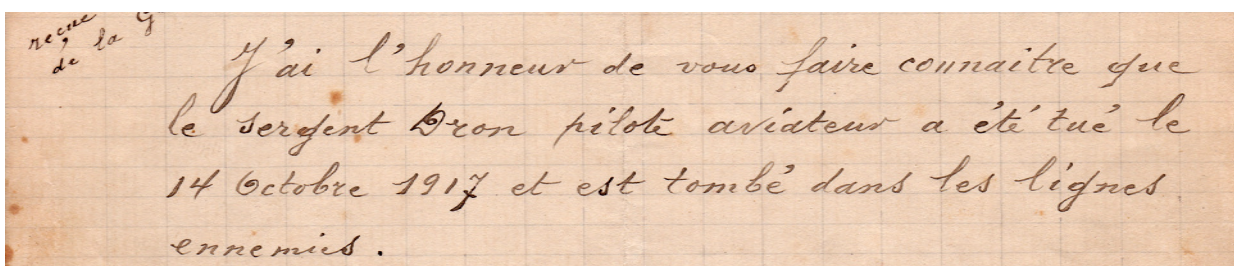 de la
J'ai l'honneur de vous faire connaitre que
le sergent Dron pilote aviateur a été tué le
14 Octobre 1917 et est tombé dans les lignes
ennemies.